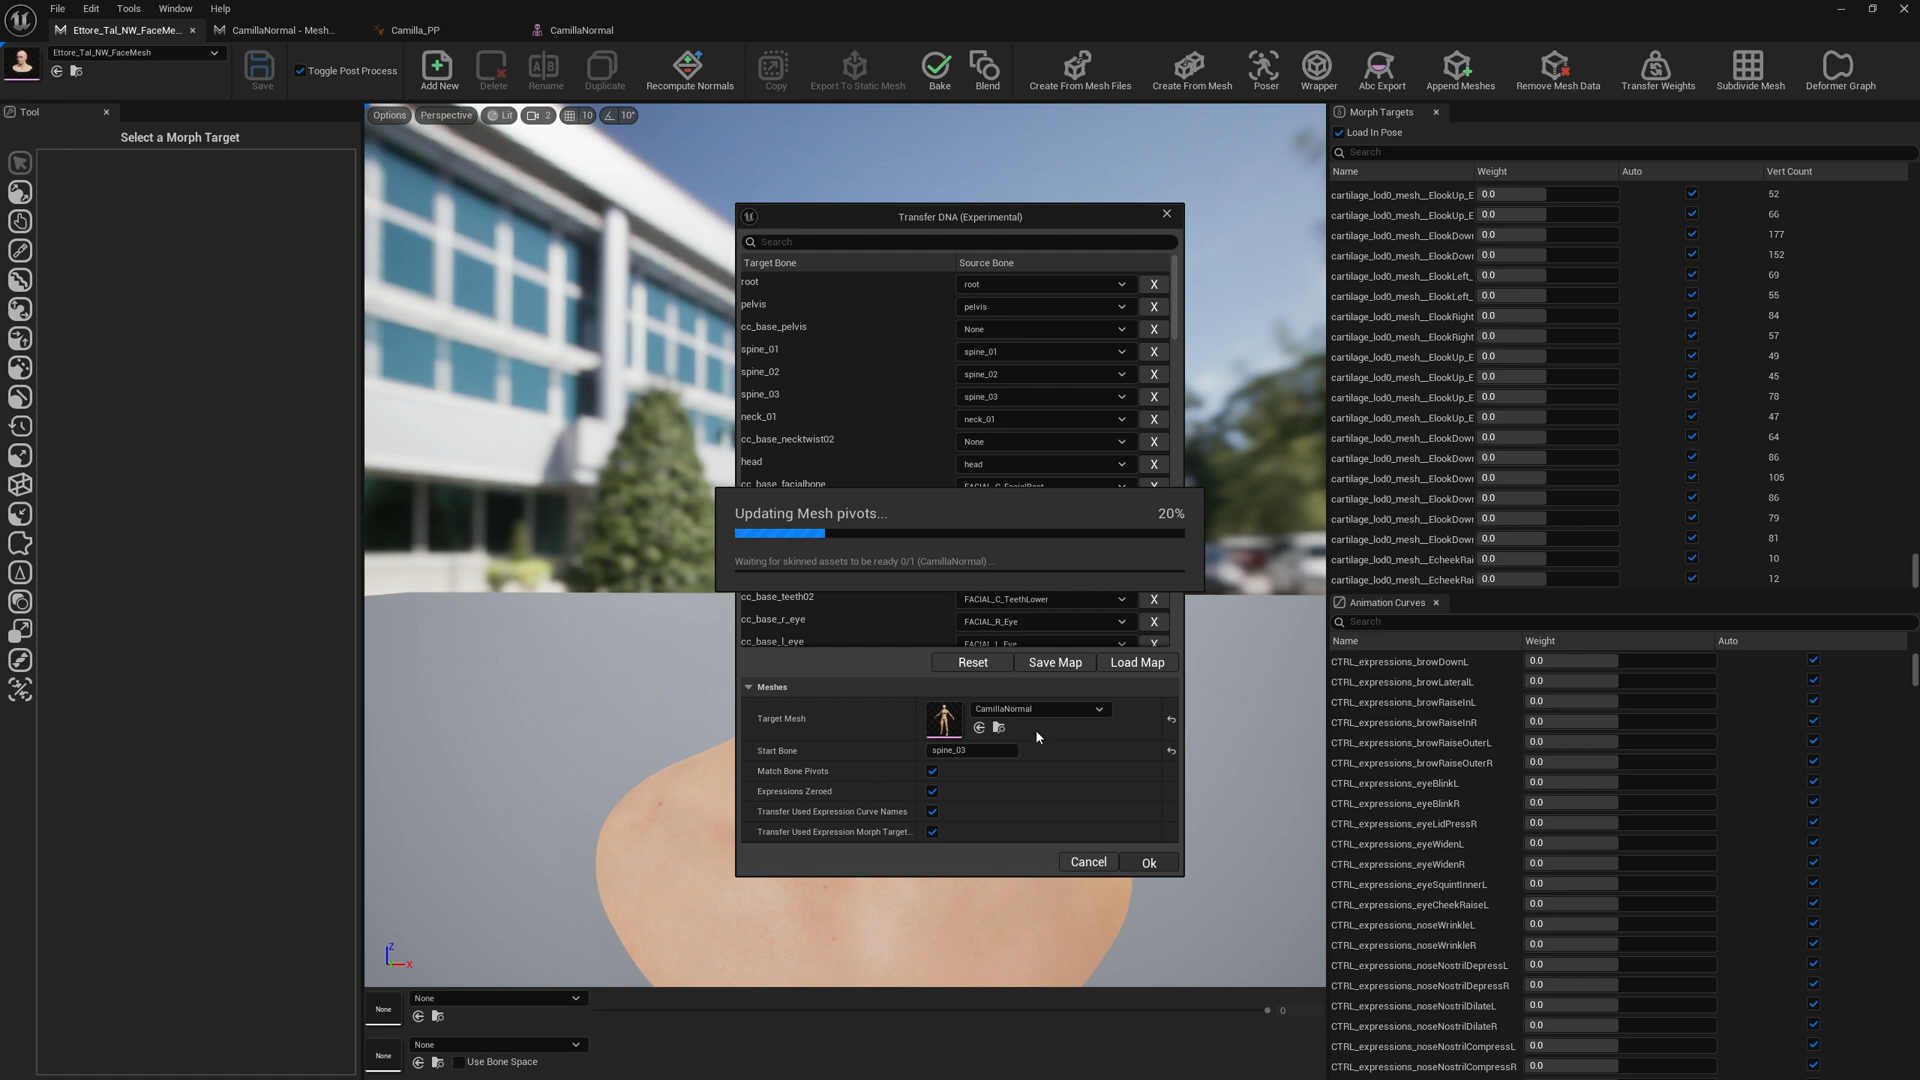 File Edit Tools Window Help
Ettore_Tal_NW_FaceMe...
CamillaNormal - Mesh...
Camilla_PP
CamillaNormal
Ettore_Tal_NW_FaceMesh
Save
Toggle Post Process
Add New
Delete
Rename
Duplicate
Recompute Normals
Copy
Export To Static Mesh
Bake
Blend
Create From Mesh Files
Create From Mesh
Poser
Wrapper
Abc Export
Append Meshes
Remove Mesh Data
Transfer Weights
Subdivide Mesh
Deformer Graph
Tool
Select a Morph Target
Options Perspective Lit 2 10 10°
Transfer DNA (Experimental)
Search
Target Bone Source Bone
root root X
pelvis pelvis X
cc_base_pelvis None X
spine_01 spine_01 X
spine_02 spine_02 X
spine_03 spine_03 X
neck_01 neck_01 X
cc_base_necktwist02 None X
head head X
cc_base_facialbone FACIAL_C_FacialRoot X
Updating Mesh pivots... 20%
Waiting for skinned assets to be ready 0/1 (CamillaNormal) ...
cc_base_teeth02 FACIAL_C_TeethLower X
cc_base_r_eye FACIAL_R_Eye X
cc_base_l_eye FACIAL_L_Eye X
Reset Save Map Load Map
Meshes
Target Mesh CamillaNormal
Start Bone spine_03
Match Bone Pivots
Expressions Zeroed
Transfer Used Expression Curve Names
Transfer Used Expression Morph Target...
Cancel Ok
Z
X
None None 0
None None
Use Bone Space
Morph Targets
Load In Pose
Search
Name Weight Auto Vert Count
cartilage_lod0_mesh__ElookUp_E 0.0 52
cartilage_lod0_mesh__ElookUp_E 0.0 66
cartilage_lod0_mesh__ElookDow 0.0 177
cartilage_lod0_mesh__ElookDow 0.0 152
cartilage_lod0_mesh__ElookLeft_ 0.0 69
cartilage_lod0_mesh__ElookLeft_ 0.0 55
cartilage_lod0_mesh__ElookRight 0.0 84
cartilage_lod0_mesh__ElookRight 0.0 57
cartilage_lod0_mesh__ElookUp_E 0.0 49
cartilage_lod0_mesh__ElookUp_E 0.0 45
cartilage_lod0_mesh__ElookUp_E 0.0 78
cartilage_lod0_mesh__ElookUp_E 0.0 47
cartilage_lod0_mesh__ElookDow 0.0 64
cartilage_lod0_mesh__ElookDow 0.0 86
cartilage_lod0_mesh__ElookDow 0.0 105
cartilage_lod0_mesh__ElookDow 0.0 86
cartilage_lod0_mesh__ElookDow 0.0 79
cartilage_lod0_mesh__ElookDow 0.0 81
cartilage_lod0_mesh__EcheekRai 0.0 10
cartilage_lod0_mesh__EcheekRai 0.0 12
Animation Curves
Search
Name Weight Auto
CTRL_expressions_browDownL 0.0
CTRL_expressions_browLateralL 0.0
CTRL_expressions_browRaiseInL 0.0
CTRL_expressions_browRaiseInR 0.0
CTRL_expressions_browRaiseOuterL 0.0
CTRL_expressions_browRaiseOuterR 0.0
CTRL_expressions_eyeBlinkL 0.0
CTRL_expressions_eyeBlinkR 0.0
CTRL_expressions_eyeLidPressR 0.0
CTRL_expressions_eyeWidenL 0.0
CTRL_expressions_eyeWidenR 0.0
CTRL_expressions_eyeSquintInnerL 0.0
CTRL_expressions_eyeCheekRaiseL 0.0
CTRL_expressions_noseWrinkleL 0.0
CTRL_expressions_noseWrinkleR 0.0
CTRL_expressions_noseNostrilDepressL 0.0
CTRL_expressions_noseNostrilDepressR 0.0
CTRL_expressions_noseNostrilDilateL 0.0
CTRL_expressions_noseNostrilDilateR 0.0
CTRL_expressions_noseNostrilCompressL 0.0
CTRL_expressions_noseNostrilCompressR 0.0